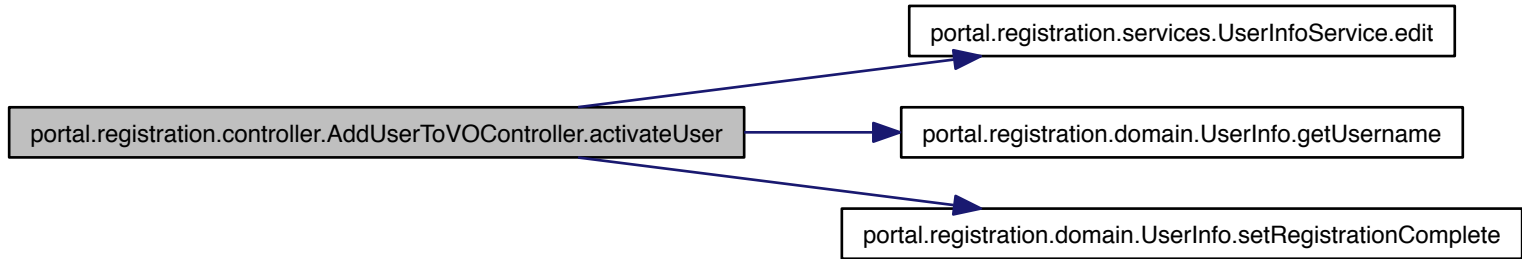 portal.registration.services.UserInfoService.edit
portal.registration.controller.AddUserToVOController.activateUser
portal.registration.domain.UserInfo.getUsername
portal.registration.domain.UserInfo.setRegistrationComplete